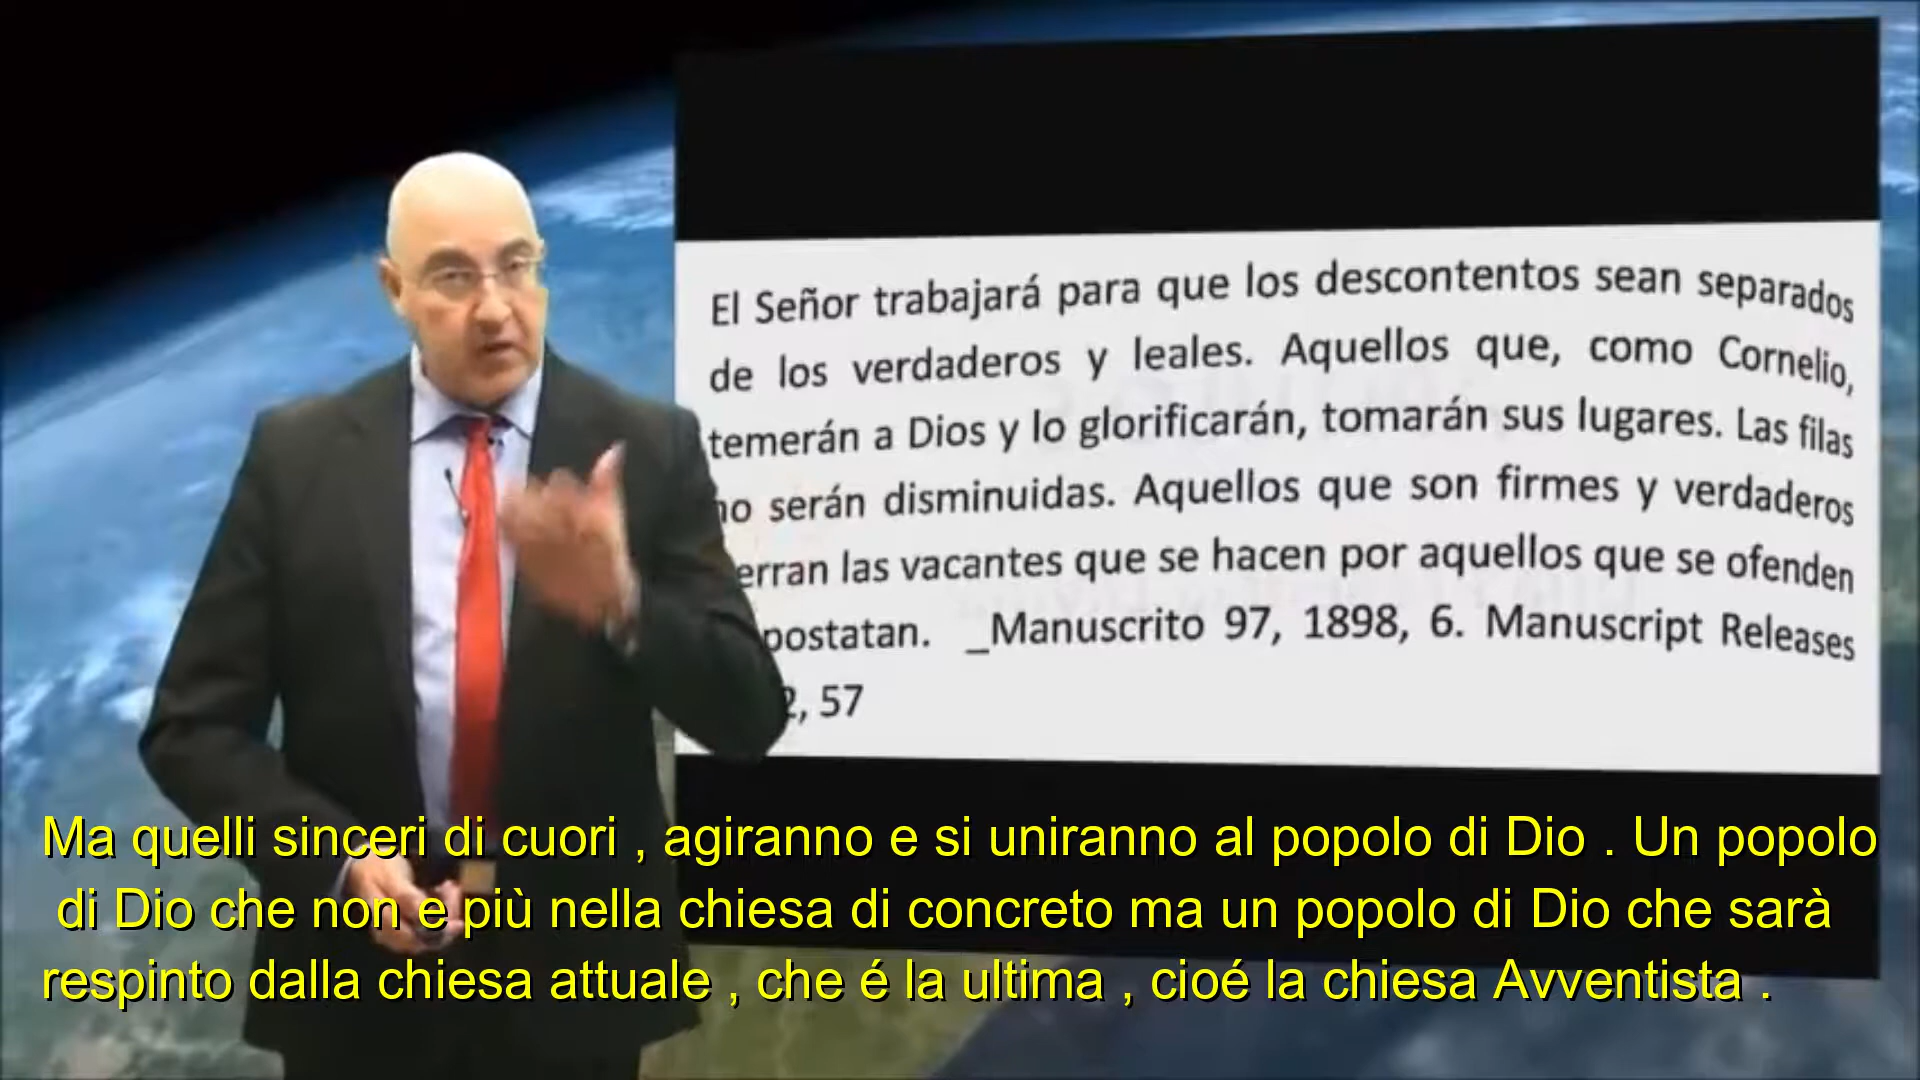 El Señor trabajará para que los descontentos sean separados
de los verdaderos y leales. Aquellos que, como Cornelio,
temerán a Dios y lo glorificarán, tomarán sus lugares. Las filas
no serán disminuidas. Aquellos que son firmes y verdaderos
erran las vacantes que se hacen por aquellos que se ofenden
postatan. _Manuscrito 97, 1898, 6. Manuscript Releases
2, 57
Ma quelli sinceri di cuori , agiranno e si uniranno al popolo di Dio . Un popolo
di Dio che non e più nella chiesa di concreto ma un popolo di Dio che sarà
respinto dalla chiesa attuale , che é la ultima , cioé la chiesa Avventista .